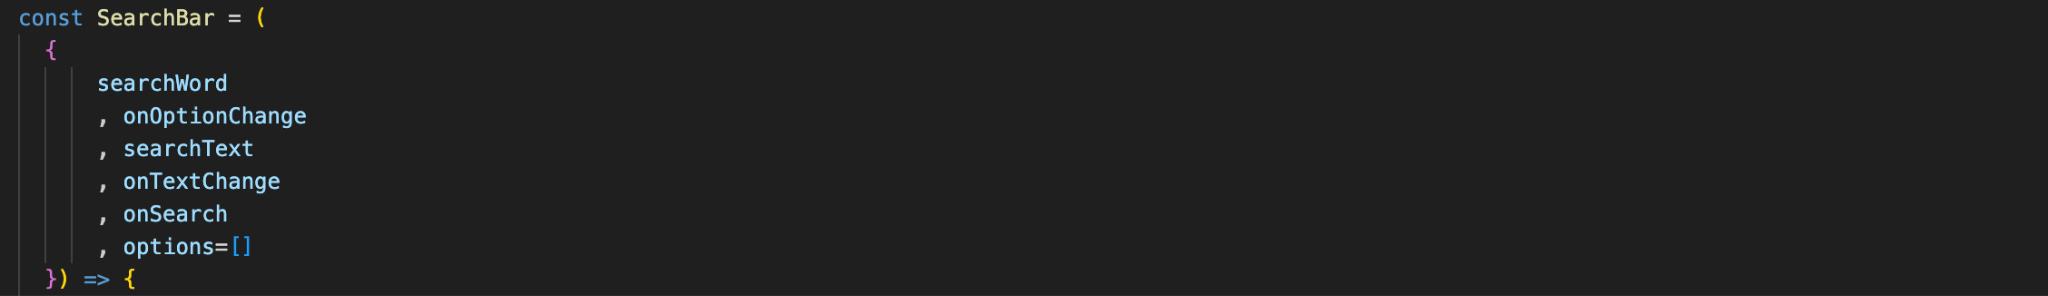 const SearchBar = (
{
searchWord
, onOptionChange
, searchText
, onTextChange
, onSearch
, options=[]
}) => {